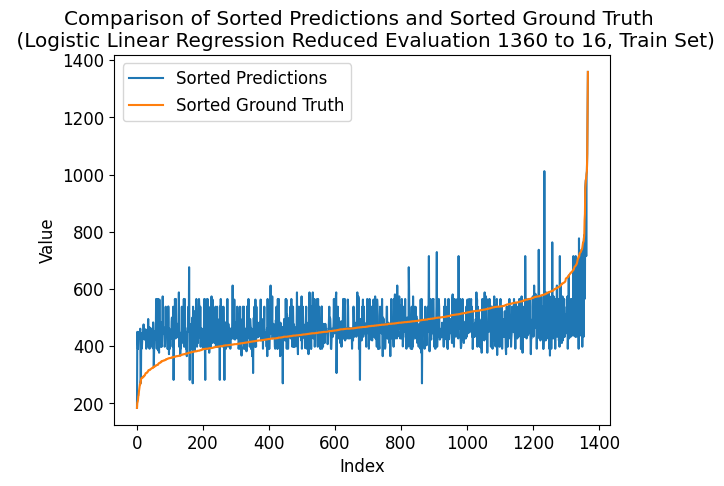 Comparison of Sorted Predictions and Sorted Ground Truth
(Logistic Linear Regression Reduced Evaluation 1360 to 16, Train Set)
Sorted Predictions
Sorted Ground Truth
1400
1200
1000
800
600
400
200
Value
0 200 400 600 800 1000 1200 1400
Index